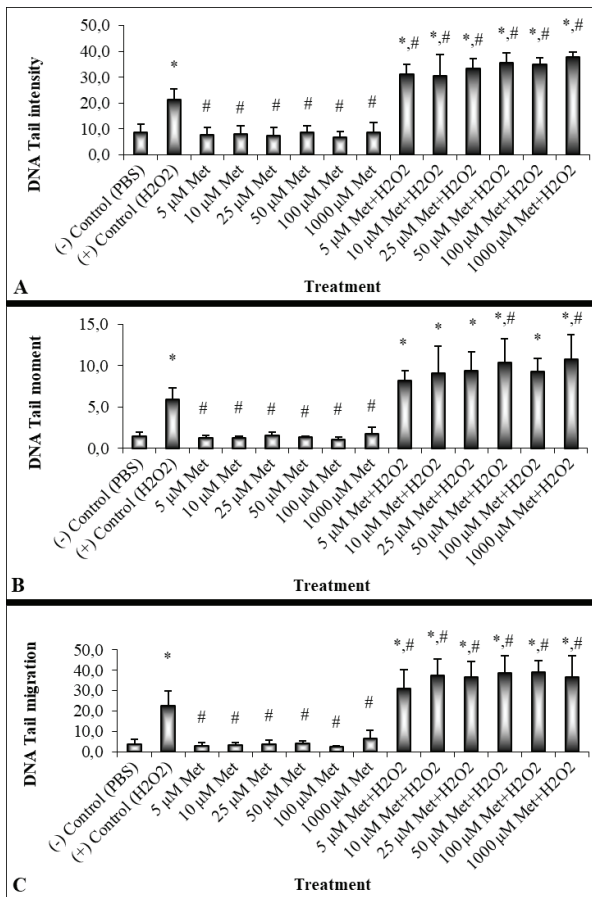 DNA Tail intensity
50,0
40,0
30,0
20,0
10,0
0,0
*
#
#
#
#
#
#
*,#
*,#
*,#
*,#
*,#
*,#
(-) Control (PBS)
(+) Control (H2O2)
5 µM Met
10 µM Met
25 µM Met
50 µM Met
100 µM Met
1000 µM Met
5 µM Met+H2O2
10 µM Met+H2O2
25 µM Met+H2O2
50 µM Met+H2O2
100 µM Met+H2O2
1000 µM Met+H2O2
Treatment
A
DNA Tail moment
15,0
10,0
5,0
0,0
*
#
#
#
#
#
#
*
*
*
*,#
*
*,#
(-) Control (PBS)
(+) Control (H2O2)
5 µM Met
10 µM Met
25 µM Met
50 µM Met
100 µM Met
1000 µM Met
5 µM Met+H2O2
10 µM Met+H2O2
25 µM Met+H2O2
50 µM Met+H2O2
100 µM Met+H2O2
1000 µM Met+H2O2
Treatment
B
DNA Tail migration
50,0
40,0
30,0
20,0
10,0
0,0
*
#
#
#
#
#
#
*,#
*,#
*,#
*,#
*,#
*,#
(-) Control (PBS)
(+) Control (H2O2)
5 µM Met
10 µM Met
25 µM Met
50 µM Met
100 µM Met
1000 µM Met
5 µM Met+H2O2
10 µM Met+H2O2
25 µM Met+H2O2
50 µM Met+H2O2
100 µM Met+H2O2
1000 µM Met+H2O2
Treatment
C